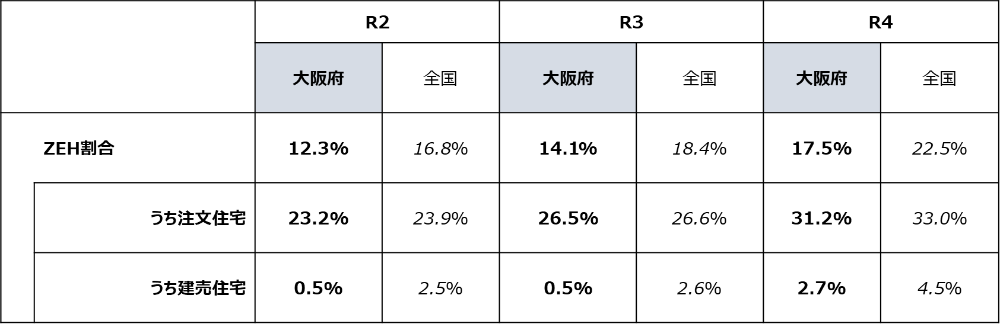 R2 R3 R4
大阪府 全国 大阪府 全国 大阪府 全国
ZEH割合 12.3% 16.8% 14.1% 18.4% 17.5% 22.5%
うち注文住宅 23.2% 23.9% 26.5% 26.6% 31.2% 33.0%
うち建売住宅 0.5% 2.5% 0.5% 2.6% 2.7% 4.5%